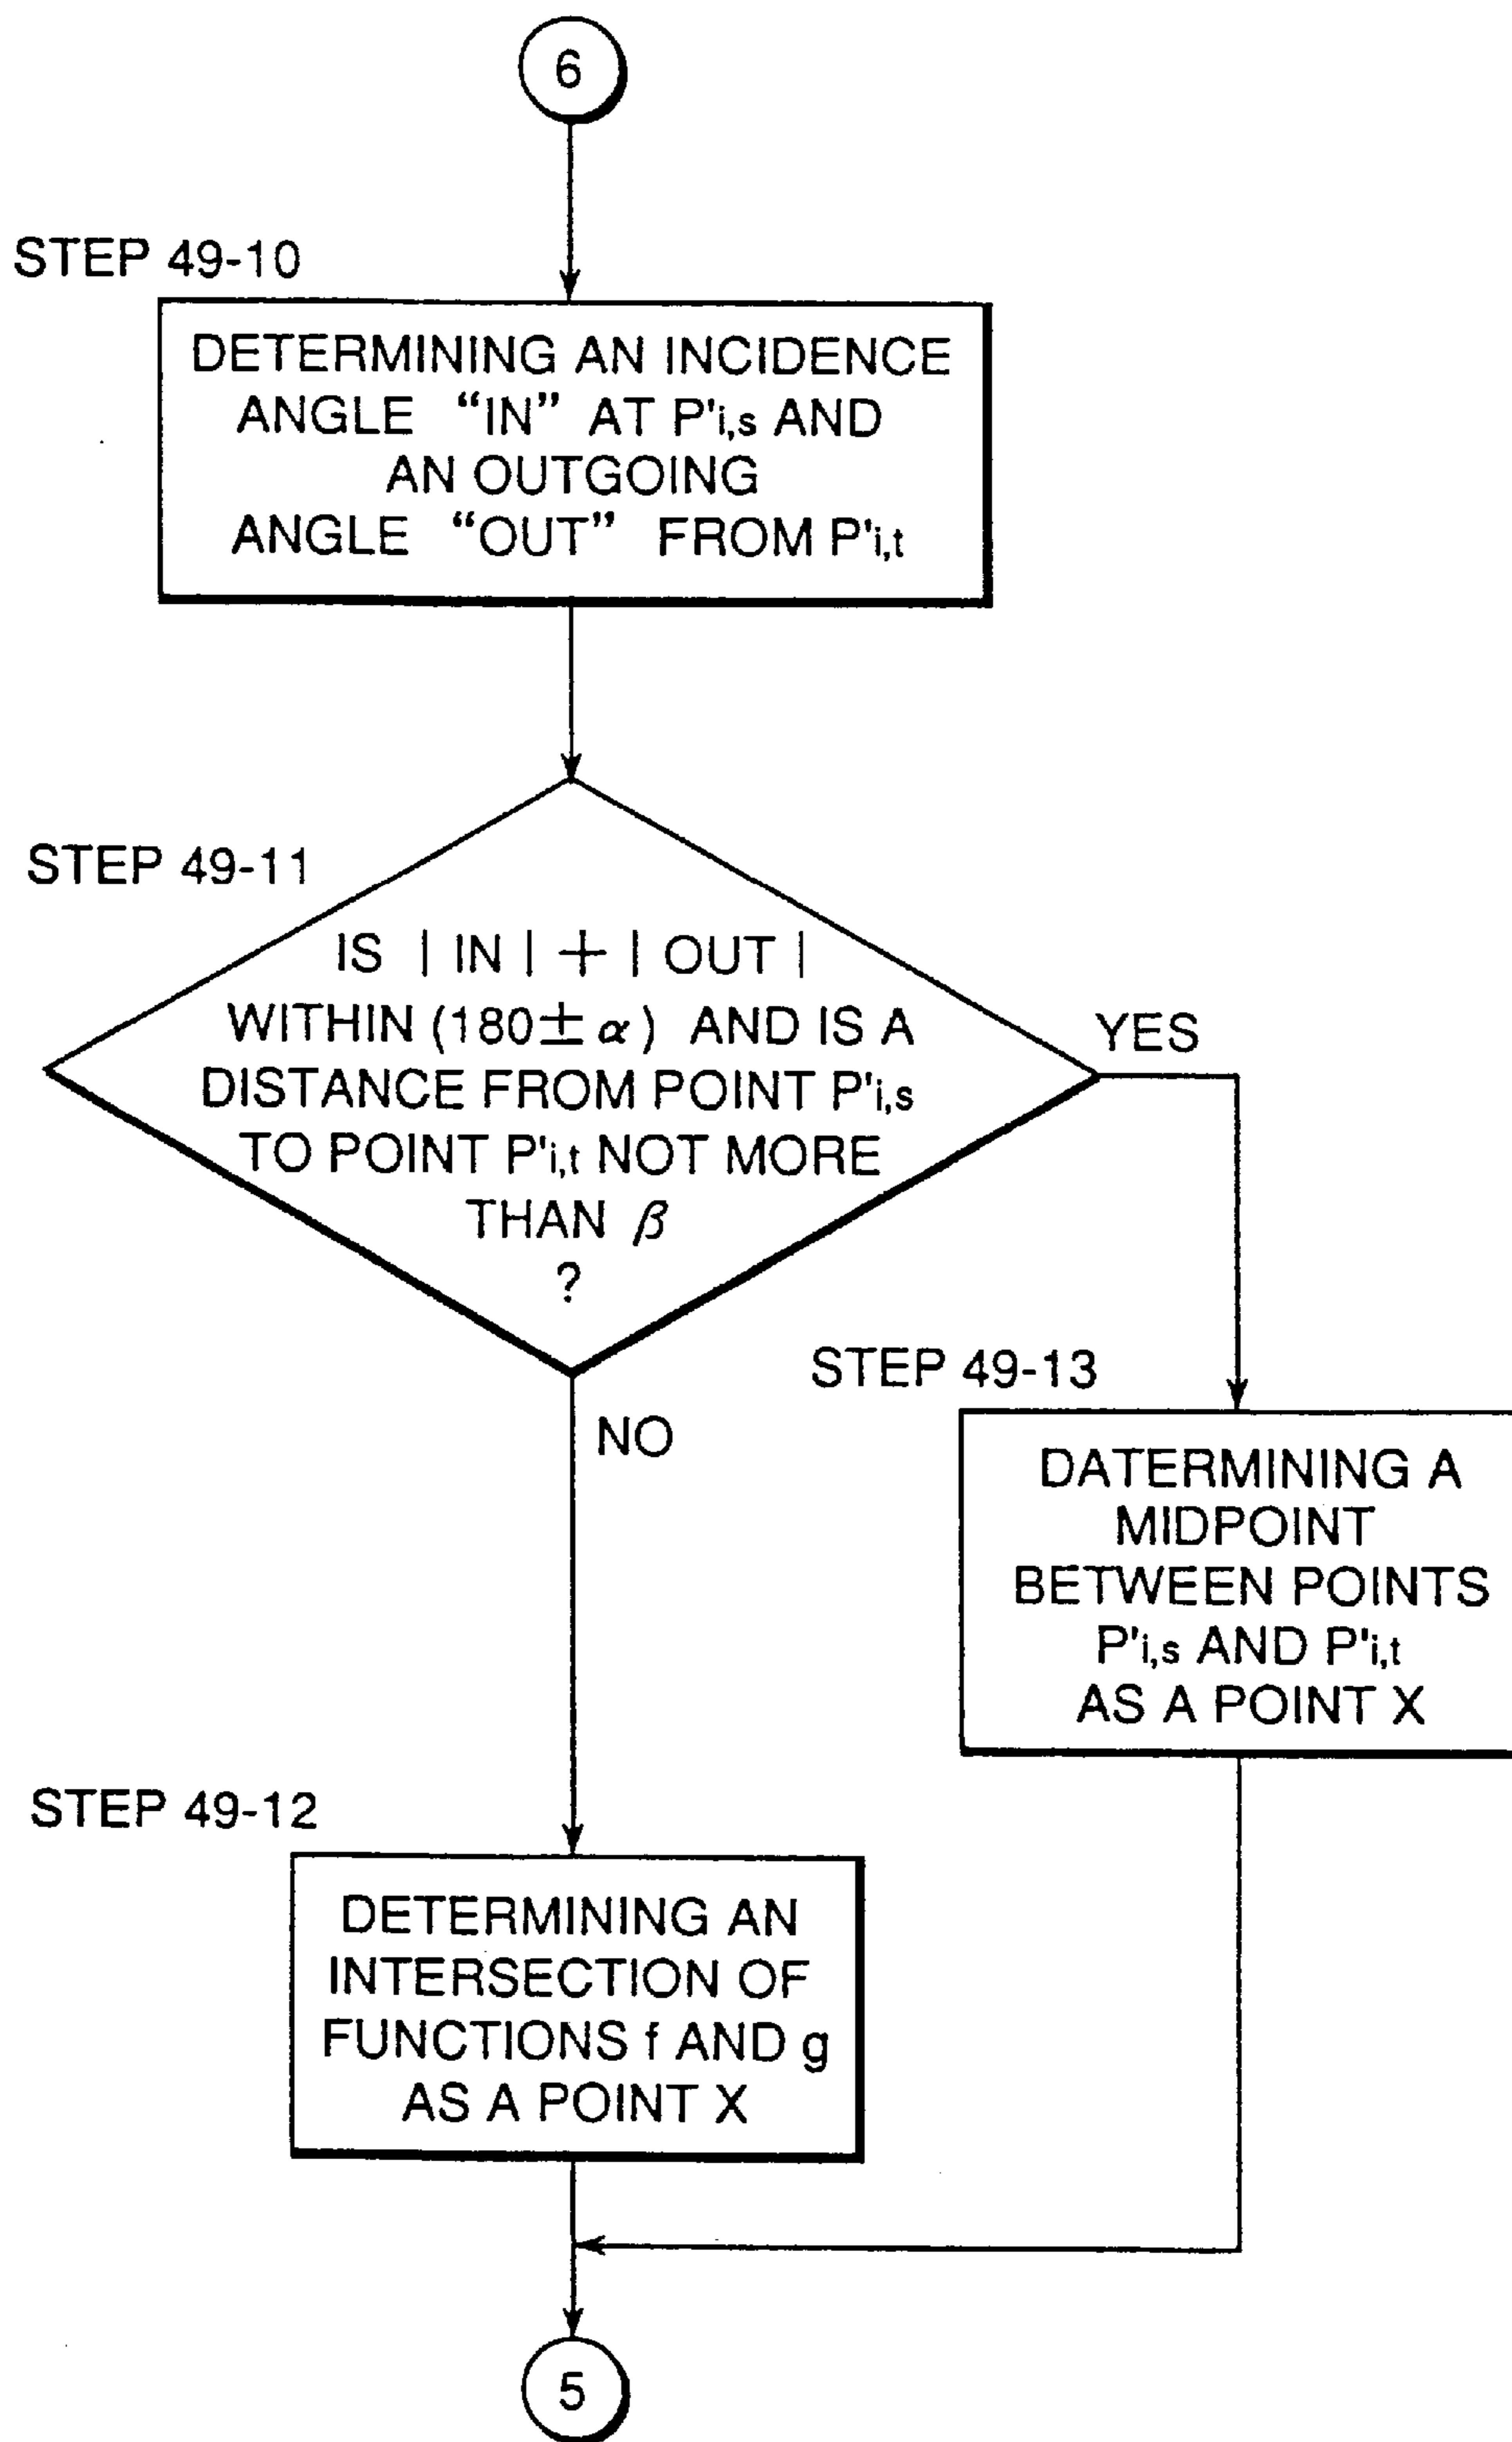 6
STEP 49-10
DETERMINING AN INCIDENCE
ANGLE “IN” AT P'i,s AND
AN OUTGOING
ANGLE “OUT” FROM P'i,t
STEP 49-11
IS | IN | + | OUT |
WITHIN (180± α) AND IS A
DISTANCE FROM POINT P'i,s
TO POINT P'i,t NOT MORE
THAN β
?
YES
NO
STEP 49-13
DATERMINING A
MIDPOINT
BETWEEN POINTS
P'i,s AND P'i,t
AS A POINT X
STEP 49-12
DETERMINING AN
INTERSECTION OF
FUNCTIONS f AND g
AS A POINT X
5